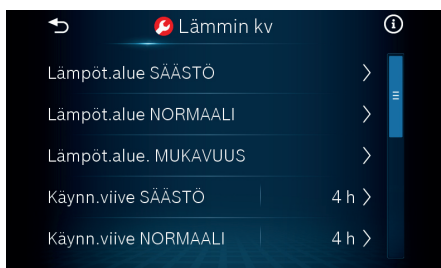 Lämmin kv
Lämpöt.alue SÄÄSTÖ
Lämpöt.alue NORMAALI
Lämpöt.alue. MUKAVUUS
Käynn.viive SÄÄSTÖ 4 h
Käynn.viive NORMAALI 4 h